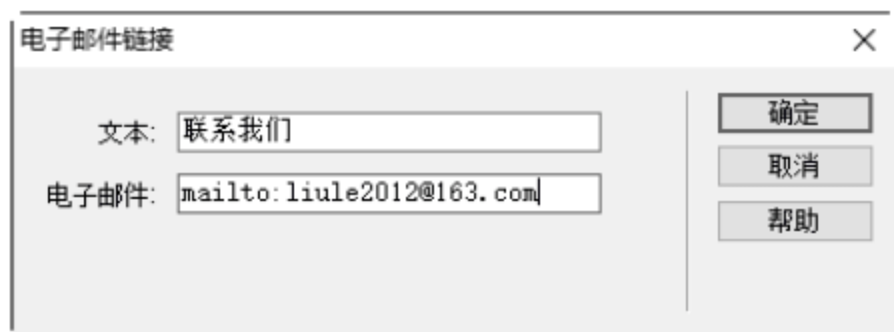 电子邮件链接
文本: 联系我们
电子邮件: mailto:liule2012@163.com
确定
取消
帮助